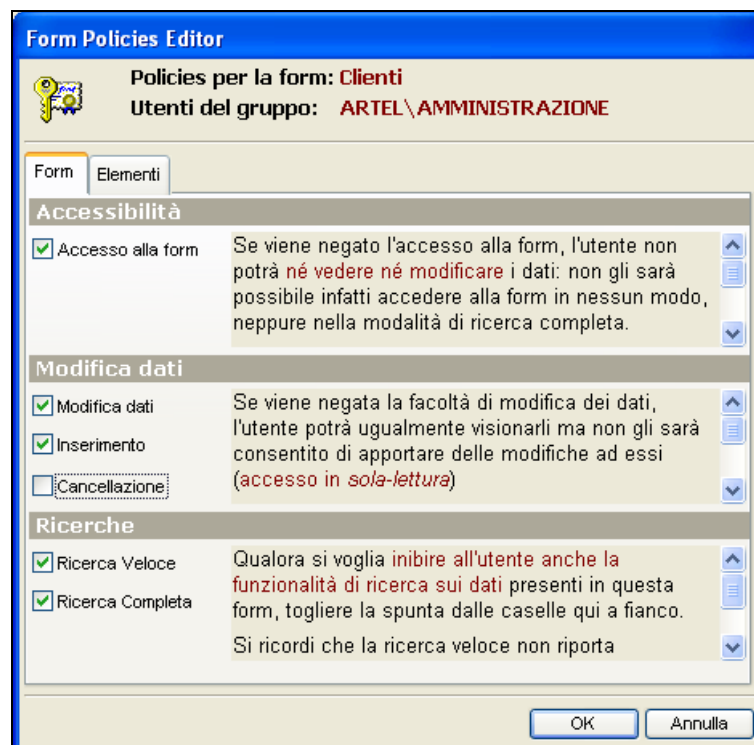 Form Policies Editor
Policies per la form: Clienti
Utenti del gruppo: ARTEL\AMMINISTRAZIONE
Form Elementi
Accessibilità
Accesso alla form
Se viene negato l'accesso alla form, l'utente non
potrà né vedere né modificare i dati: non gli sarà
possibile infatti accedere alla form in nessun modo,
neppure nella modalità di ricerca completa.
Modifica dati
Modifica dati
Inserimento
Cancellazione
Se viene negata la facoltà di modifica dei dati,
l'utente potrà ugualmente visionarli ma non gli sarà
consentito di apportare delle modifiche ad essi
(accesso in sola-lettura)
Ricerche
Ricerca Veloce
Ricerca Completa
Qualora si voglia inibire all'utente anche la
funzionalità di ricerca sui dati presenti in questa
form, togliere la spunta dalle caselle qui a fianco.
Si ricordi che la ricerca veloce non riporta
OK Annulla